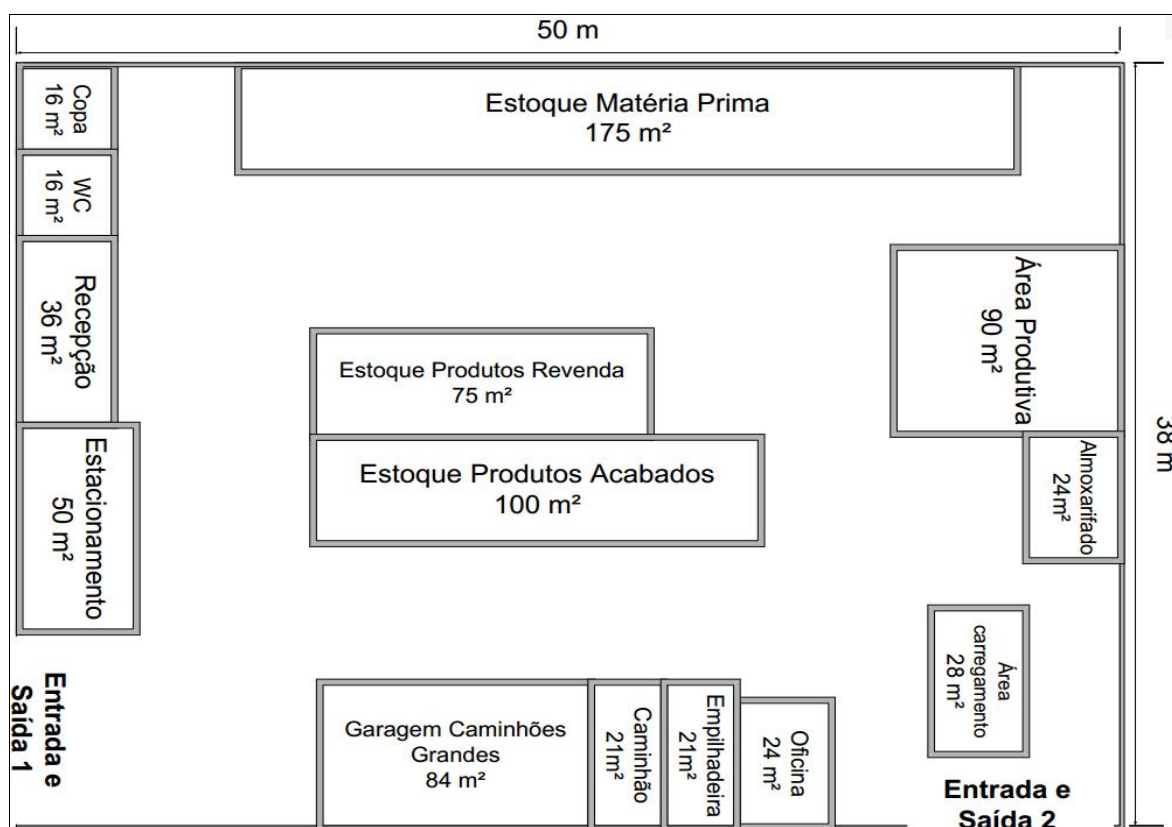 50 m
Copa
16 m²
Estoque Matéria Prima
175 m²
WC
16 m²
Recepção
36 m²
Área Produtiva
90 m²
Estoque Produtos Revenda
75 m²
38 m
Estoque Produtos Acabados
100 m²
Estacionamento
50 m²
Almoxarifado
24m²
Área
carregamento
28 m²
Entrada e
Saída 1
Garagem Caminhões
Grandes
84 m²
Caminhão
21m²
Empilhadeira
21m²
Oficina
24 m²
Entrada e
Saída 2